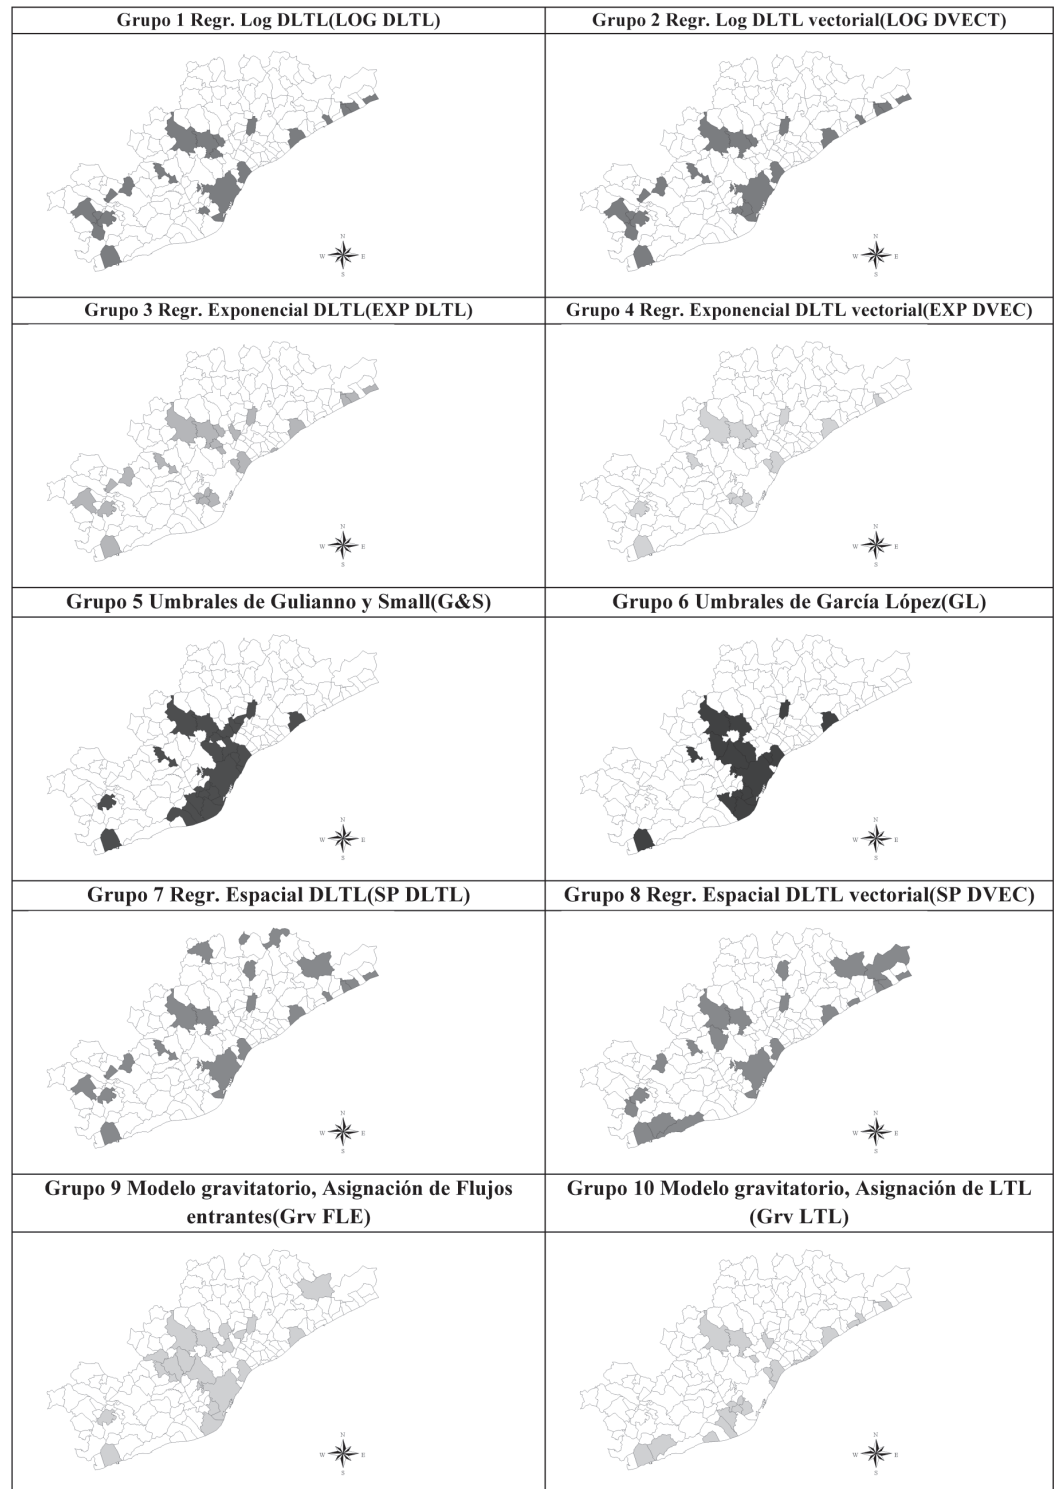 Grupo 1 Regr. Log DLTL(LOG DLTL)
Grupo 2 Regr. Log DLTL vectorial(LOG DVECT)
N
W E
S
N
W E
S
Grupo 3 Regr. Exponencial DLTL(EXP DLTL)
Grupo 4 Regr. Exponencial DLTL vectorial(EXP DVEC)
N
W E
S
N
W E
S
Grupo 5 Umbrales de Gulianno y Small(G&S)
Grupo 6 Umbrales de García López(GL)
N
W E
S
N
W E
S
Grupo 7 Regr. Espacial DLTL(SP DLTL)
Grupo 8 Regr. Espacial DLTL vectorial(SP DVEC)
N
W E
S
N
W E
S
Grupo 9 Modelo gravitatorio, Asignación de Flujos
entrantes(Grv FLE)
Grupo 10 Modelo gravitatorio, Asignación de LTL
(Grv LTL)
N
W E
S
N
W E
S